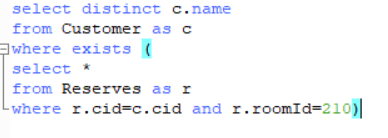 select distinct c.name
from Customer as c
where exists (
select *
from Reserves as r
where r.cid=c.cid and r.roomId=210)